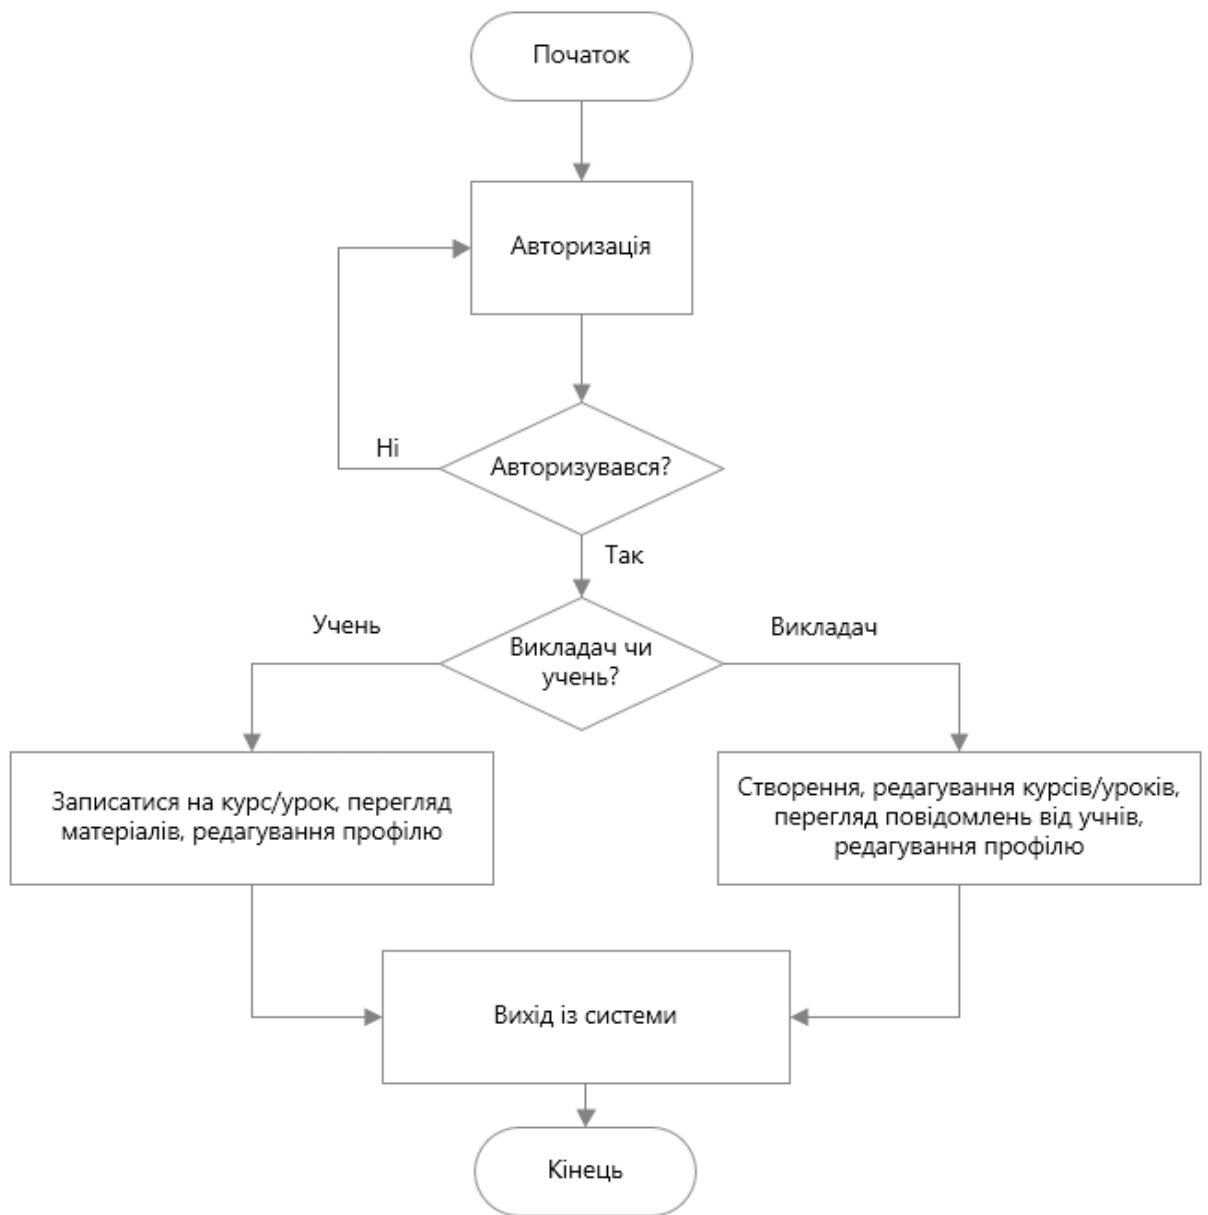 Початок
Авторизація
Ні
Авторизувався?
Так
Учень
Викладач
Викладач чи
учень?
Записатися на курс/урок, перегляд
матеріалів, редагування профілю
Створення, редагування курсів/уроків,
перегляд повідомлень від учнів,
редагування профілю
Вихід із системи
Кінець